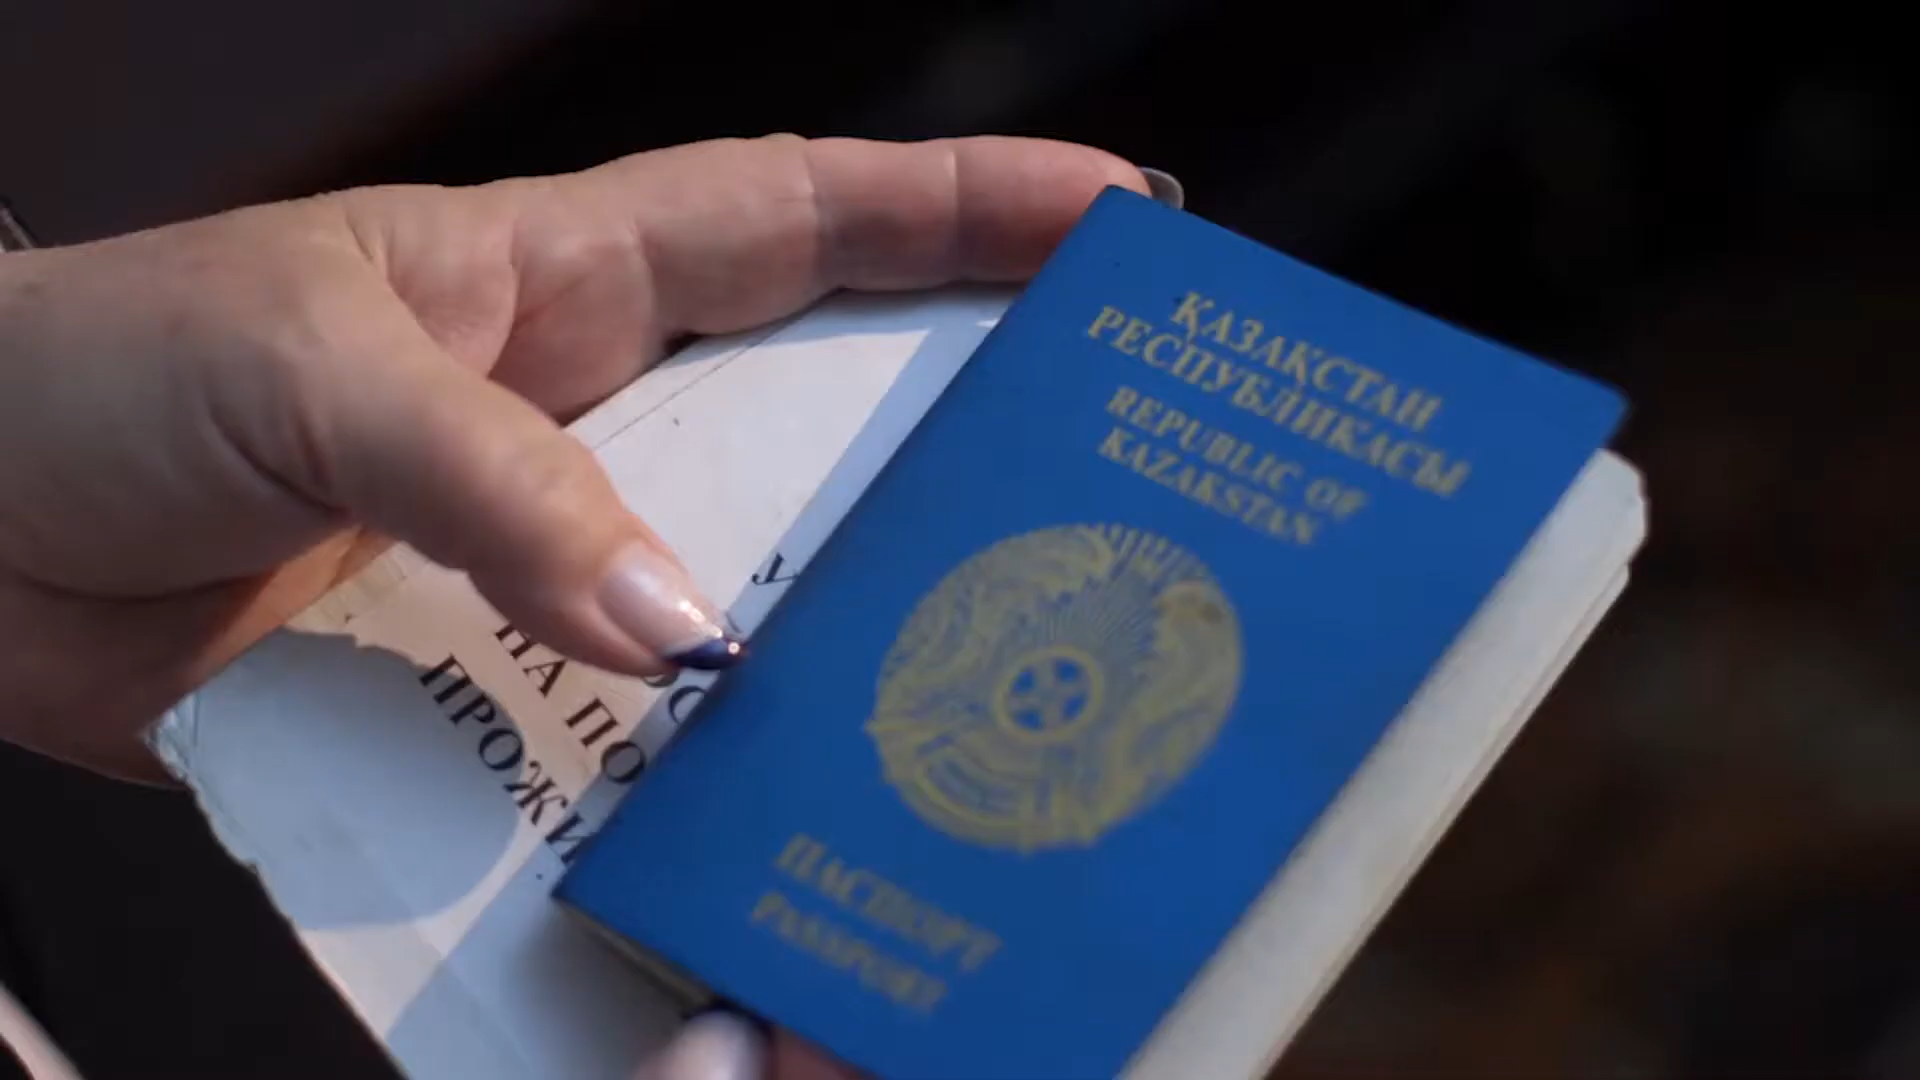 ҚАЗАҚСТАН
РЕСПУБЛИКАСЫ
REPUBLIC OF
KAZAKSTAN
ПАСПОРТ
PASSPORT
НА ПО
ПРОЖИ